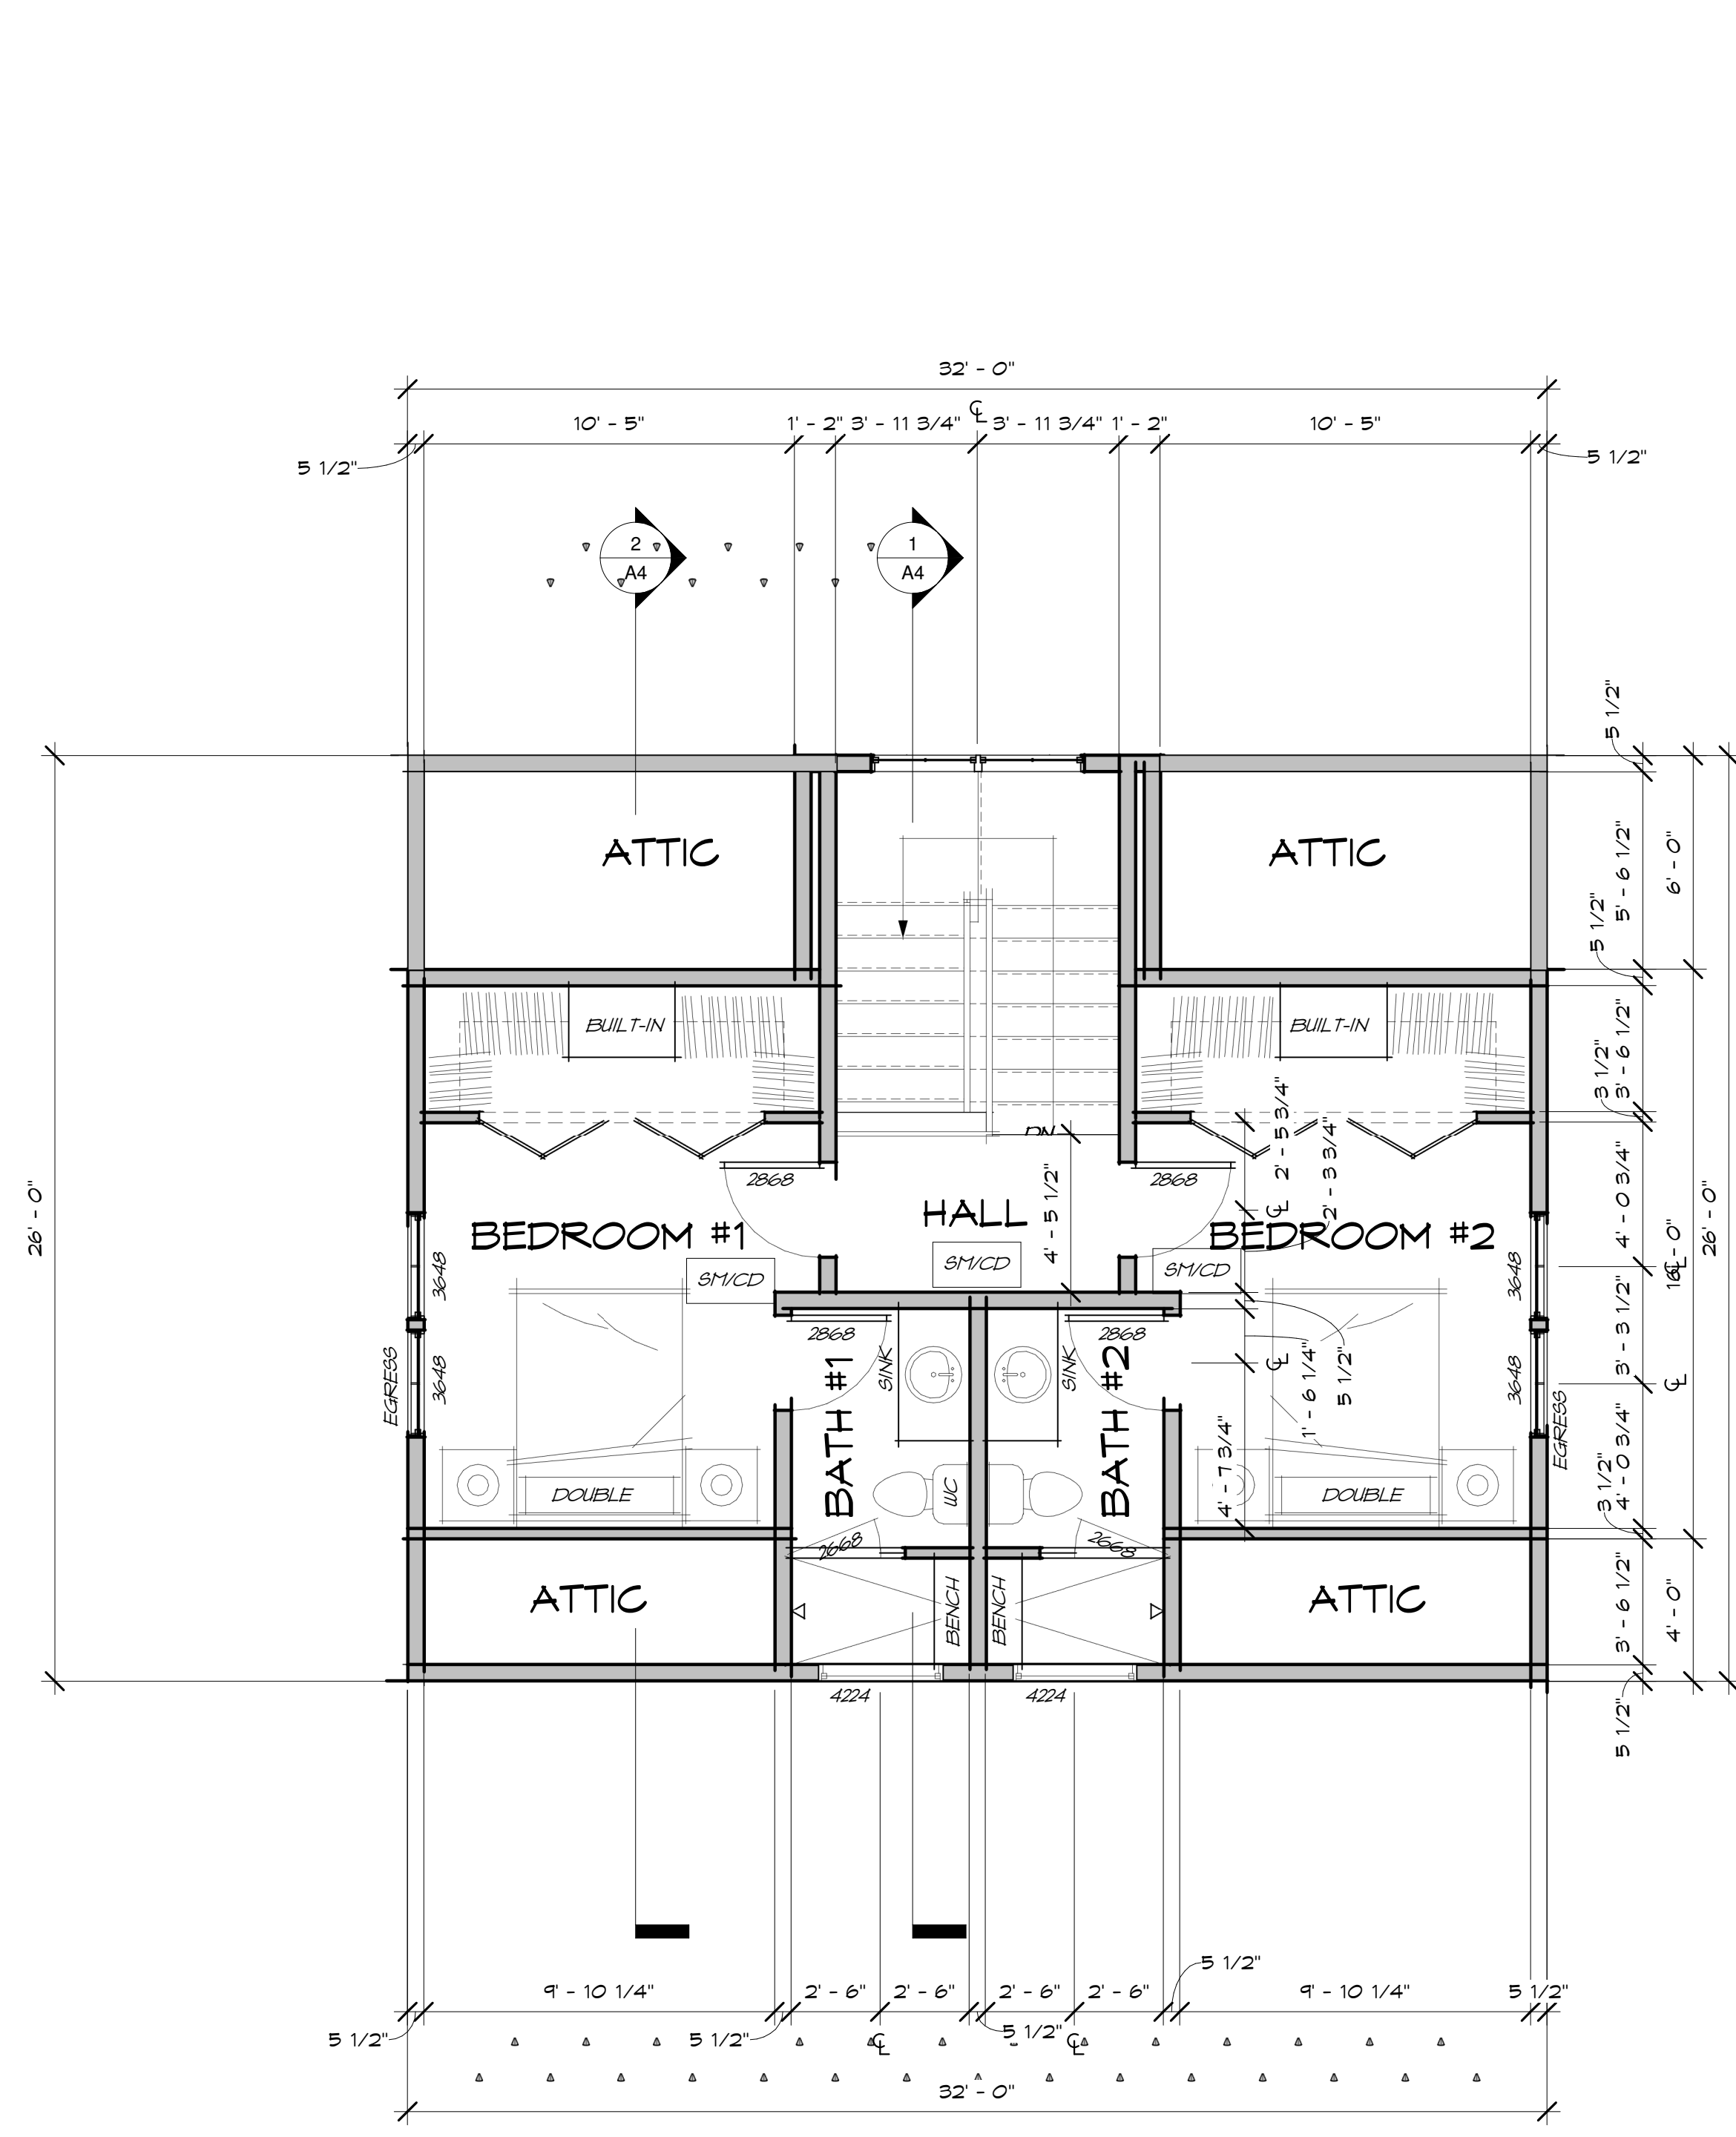 32' - 0"
℄
10' - 5"
1' - 2"
3' - 11 3/4"
3' - 11 3/4"
1' - 2"
10' - 5"
5 1/2"
5 1/2"
2
A4
1
A4
5 1/2"
ATTIC
ATTIC
5' - 6 1/2"
6' - 0"
5 1/2"
BUILT-IN
BUILT-IN
3 1/2"
3' - 6 1/2"
DN
2' - 5 3/4"
℄
2' - 3 3/4"
2868
2868
4' - 5 1/2"
HALL
BEDROOM #1
BEDROOM #2
4' - 0 3/4"
26' - 0"
26' - 0"
16' - 0"
℄
SM/CD
SM/CD
SM/CD
3648
3648
3648
3648
3' - 3 1/2"
2868
2868
SINK
SINK
EGRESS
EGRESS
BATH #1
BATH #2
℄
℄
1' - 6 1/4"
5 1/2"
4' - 7 3/4"
4' - 0 3/4"
3 1/2"
WC
DOUBLE
DOUBLE
2668
2668
ATTIC
ATTIC
BENCH
BENCH
3' - 6 1/2"
4' - 0"
4224
4224
5 1/2"
5 1/2"
9' - 10 1/4"
2' - 6"
2' - 6"
2' - 6"
2' - 6"
9' - 10 1/4"
5 1/2"
5 1/2"
5 1/2"
℄
5 1/2"
℄
32' - 0"